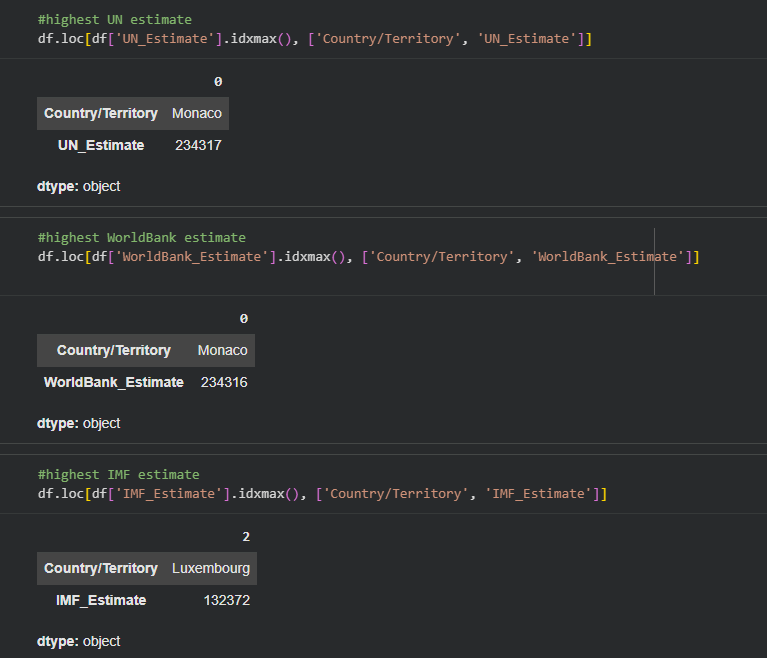 #highest UN estimate
df.loc[df['UN_Estimate'].idxmax(), ['Country/Territory', 'UN_Estimate']]
0
Country/Territory Monaco
UN_Estimate 234317
dtype: object
#highest WorldBank estimate
df.loc[df['WorldBank_Estimate'].idxmax(), ['Country/Territory', 'WorldBank_Estimate']]
0
Country/Territory Monaco
WorldBank_Estimate 234316
dtype: object
#highest IMF estimate
df.loc[df['IMF_Estimate'].idxmax(), ['Country/Territory', 'IMF_Estimate']]
2
Country/Territory Luxembourg
IMF_Estimate 132372
dtype: object